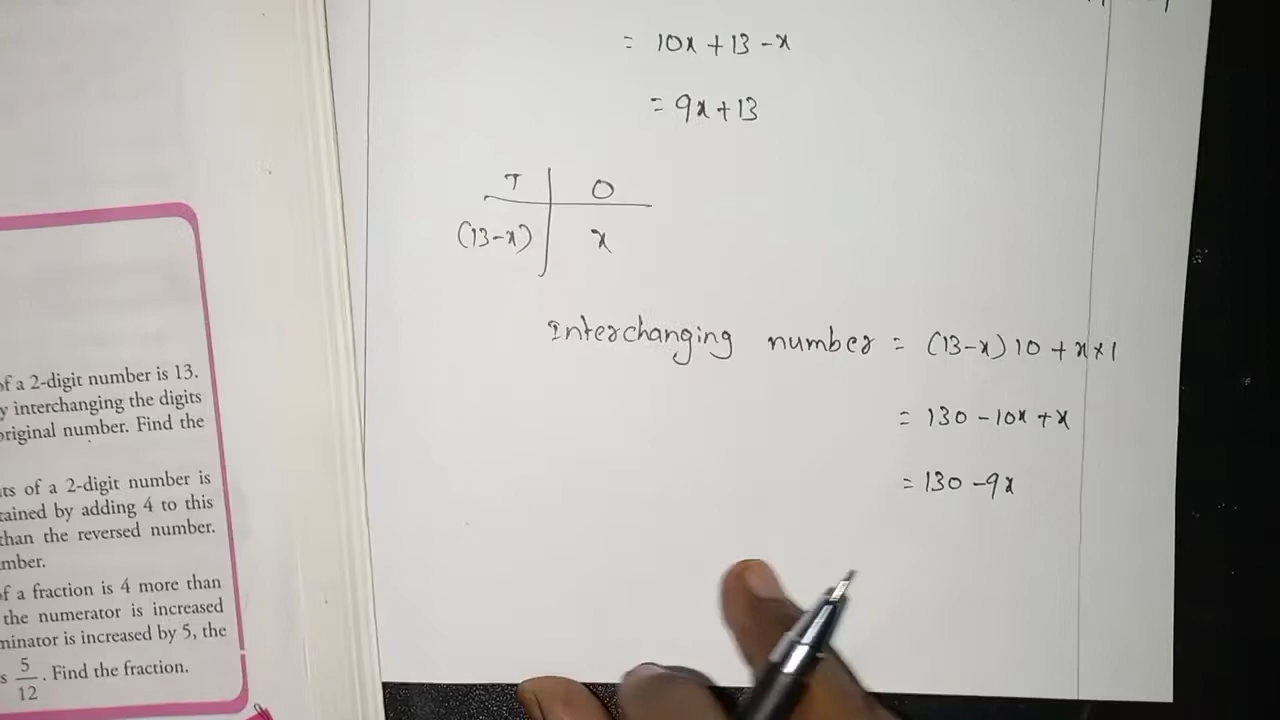 = 10x + 13 - x
= 9x + 13
T O
(13-x) x
Interchanging number = (13-x) 10 + x × 1
= 130 - 10x + x
= 130 - 9x
of a 2-digit number is 13.
y interchanging the digits
original number. Find the
ts of a 2-digit number is
tained by adding 4 to this
than the reversed number.
mber.
of a fraction is 4 more than
the numerator is increased
minator is increased by 5, the
s 5/12. Find the fraction.